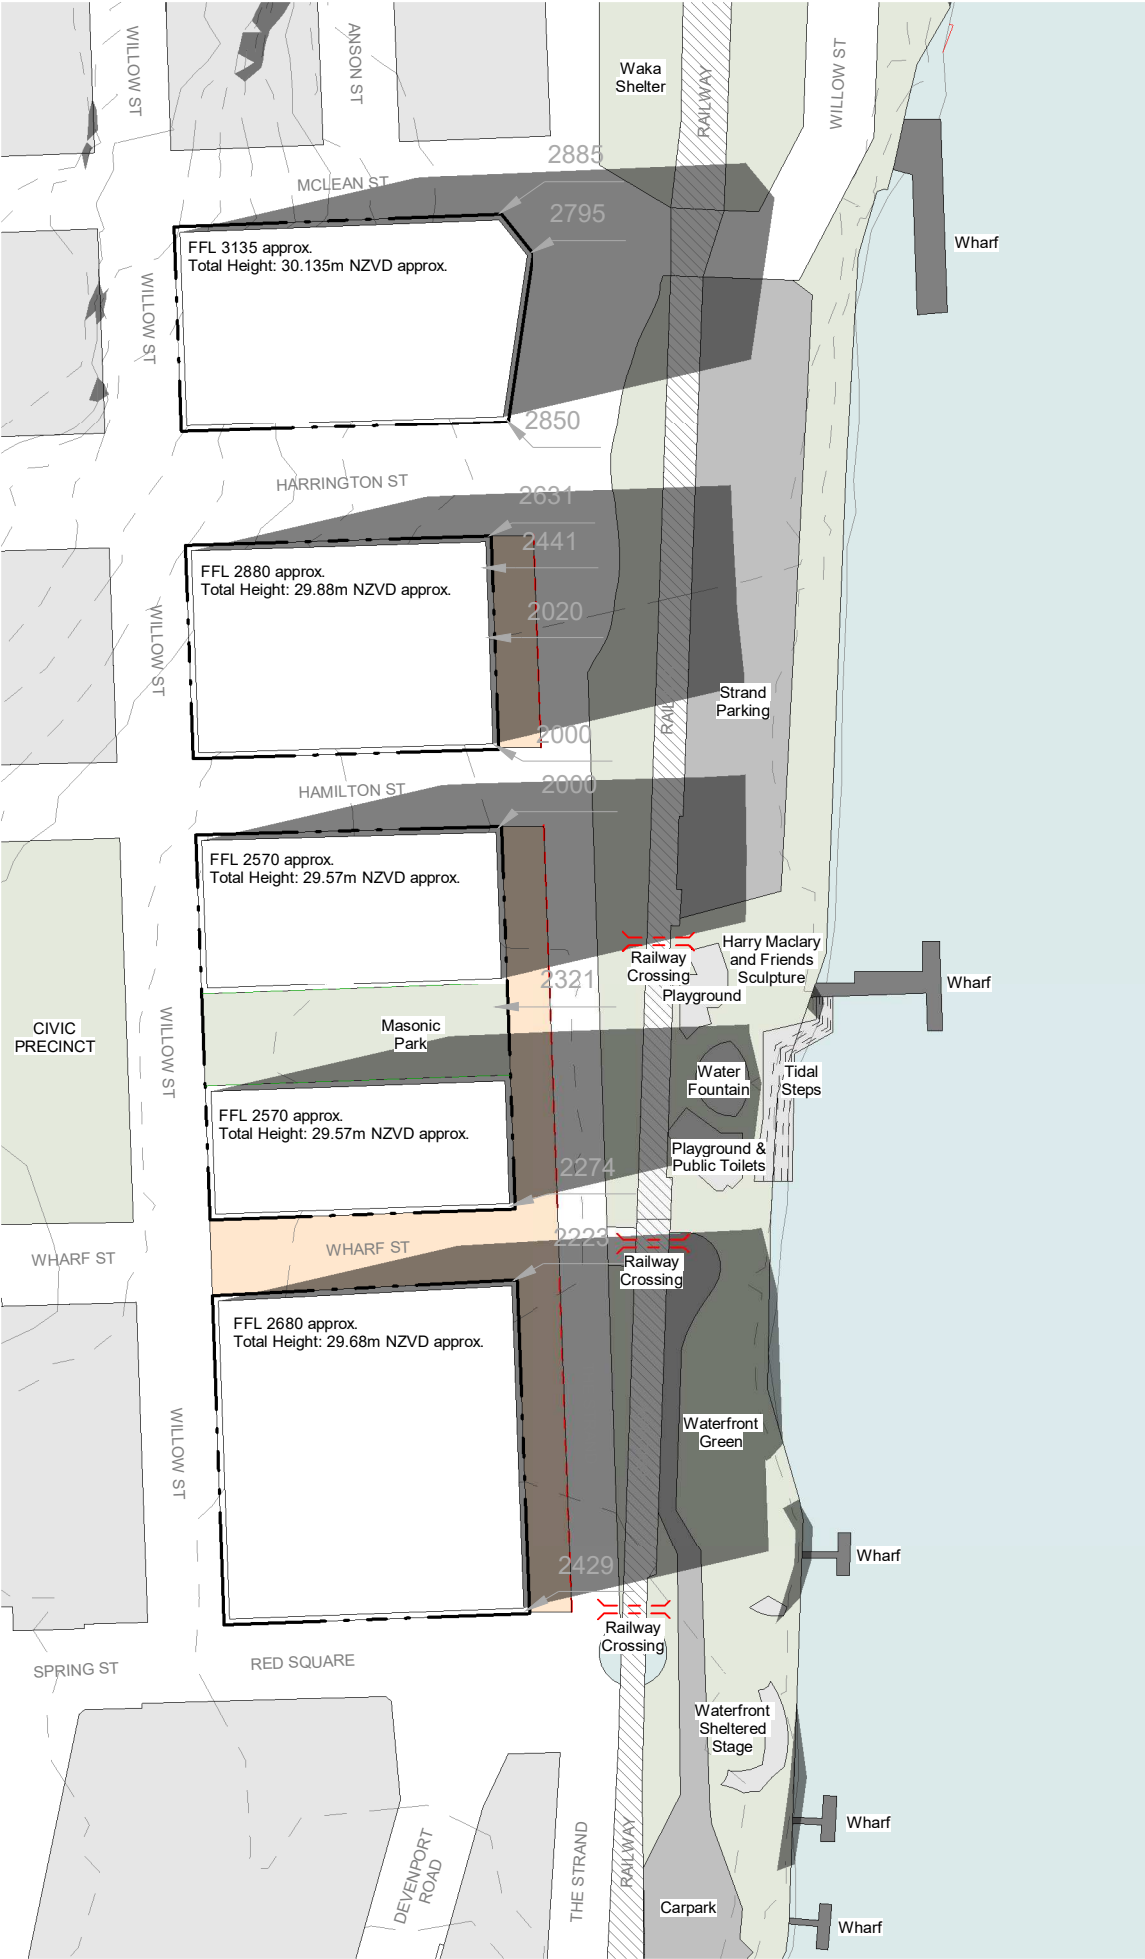 WILLOW ST
ANSON ST
Waka
Shelter
RAILWAY
WILLOW ST
2885
MCLEAN ST
2795
FFL 3135 approx.
Total Height: 30.135m NZVD approx.
Wharf
WILLOW ST
2850
HARRINGTON ST
2631
2441
FFL 2880 approx.
Total Height: 29.88m NZVD approx.
2020
WILLOW ST
Strand
Parking
RAIL
2000
HAMILTON ST
2000
FFL 2570 approx.
Total Height: 29.57m NZVD approx.
Harry Maclary
and Friends
Sculpture
Railway
Crossing
Playground
Wharf
2321
CIVIC
PRECINCT
WILLOW ST
Masonic
Park
Water
Fountain
Tidal
Steps
FFL 2570 approx.
Total Height: 29.57m NZVD approx.
Playground &
Public Toilets
2274
2223
WHARF ST
WHARF ST
Railway
Crossing
FFL 2680 approx.
Total Height: 29.68m NZVD approx.
Waterfront
Green
WILLOW ST
2429
Wharf
Railway
Crossing
SPRING ST
RED SQUARE
Waterfront
Sheltered
Stage
Wharf
DEVENPORT
ROAD
THE STRAND
RAILWAY
Carpark
Wharf